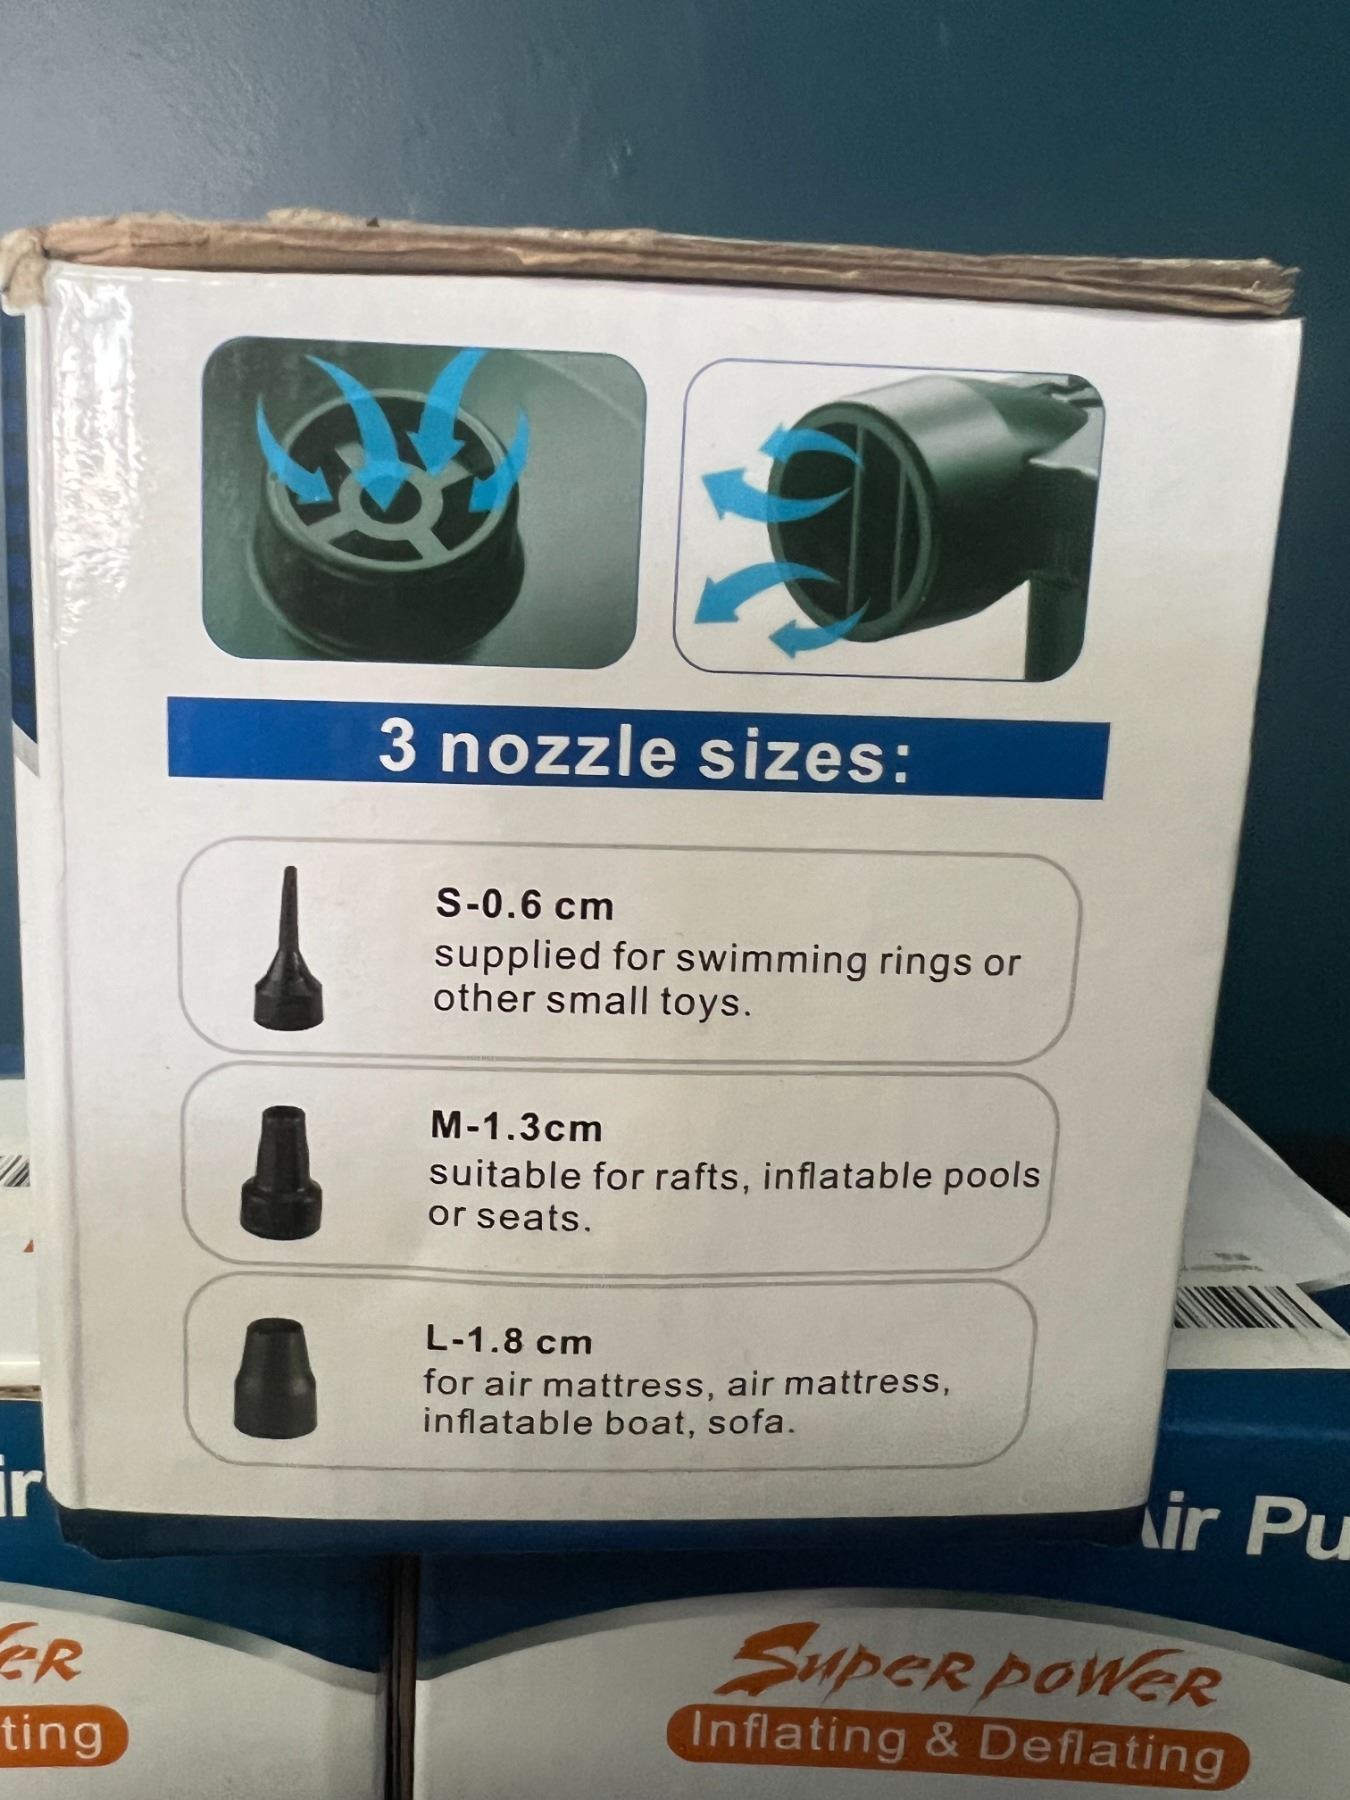 3 nozzle sizes:
S-0.6 cm
supplied for swimming rings or
other small toys.
M-1.3cm
suitable for rafts, inflatable pools
or seats.
L-1.8 cm
for air mattress, air mattress,
inflatable boat, sofa.
ir
Air Pu
er
ting
Super power
Inflating & Deflating